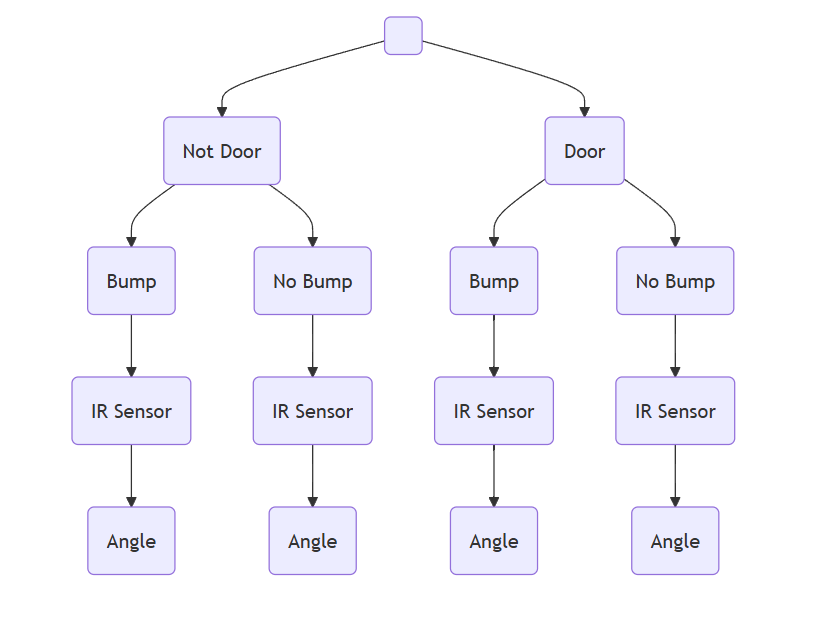 Not Door
Door
Bump
No Bump
Bump
No Bump
IR Sensor
IR Sensor
IR Sensor
IR Sensor
Angle
Angle
Angle
Angle